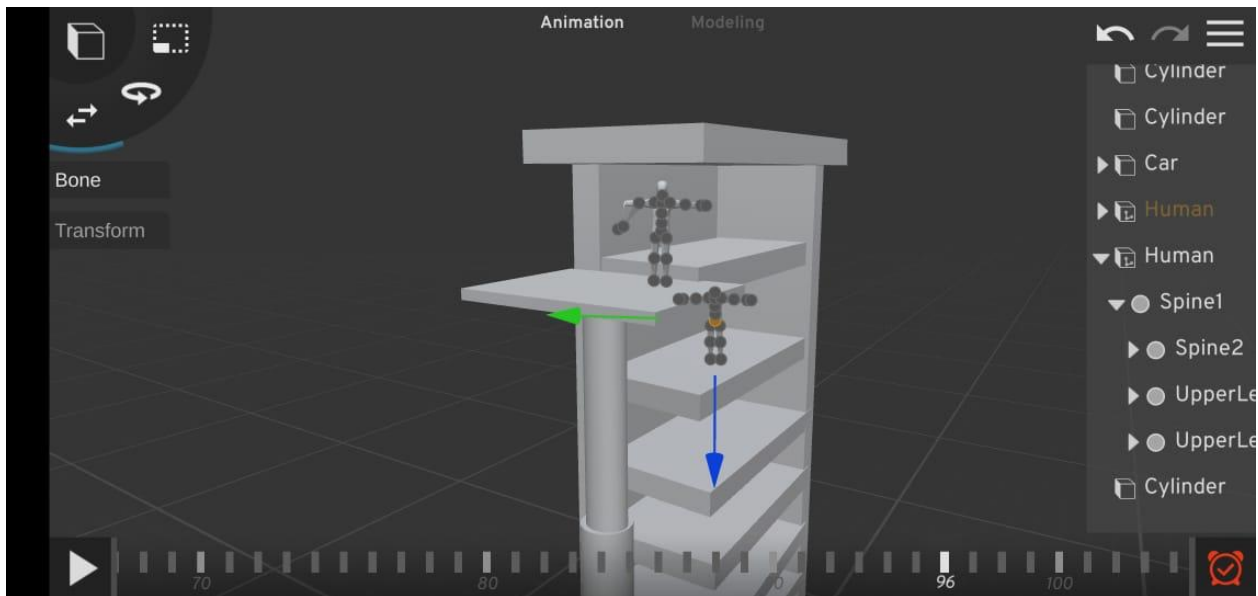 Animation
Modeling
Cylinder
Cylinder
Bone
Car
Transform
Human
Human
Spine1
Spine2
UpperLe
UpperLe
Cylinder
70
80
96
100